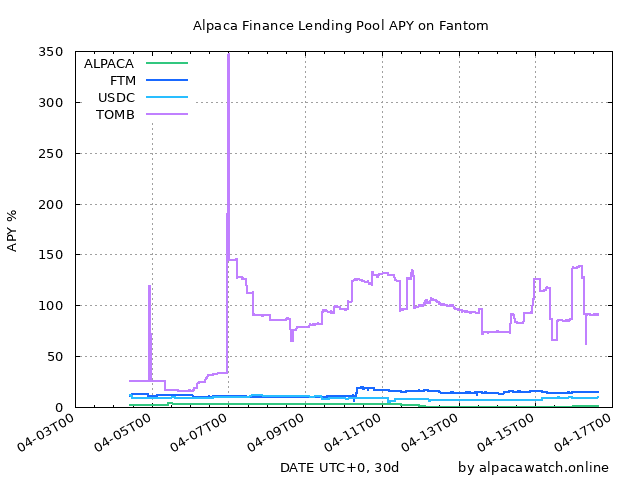 Alpaca Finance Lending Pool APY on Fantom
350
300
250
200
150
100
50
0
APY %
ALPACA
FTM
USDC
TOMB
04-03T00
04-05T00
04-07T00
04-09T00
04-11T00
04-13T00
04-15T00
04-17T00
DATE UTC+0, 30d
by alpacawatch.online